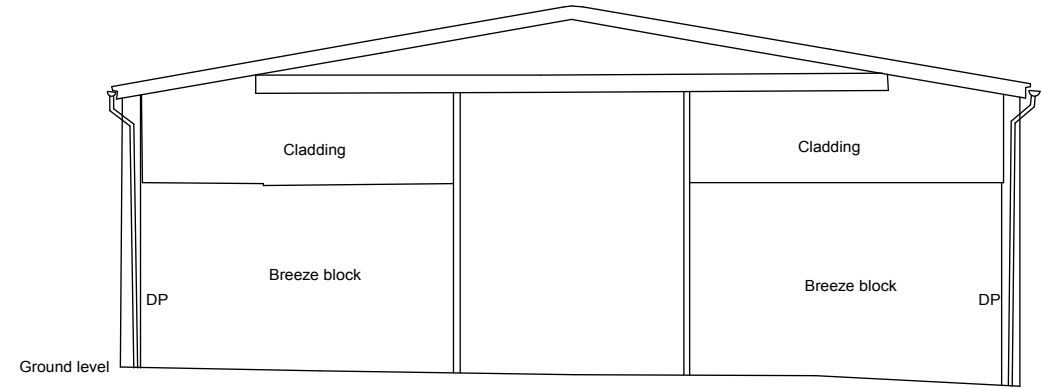 Cladding
Cladding
Breeze block
Breeze block
DP
DP
Ground level